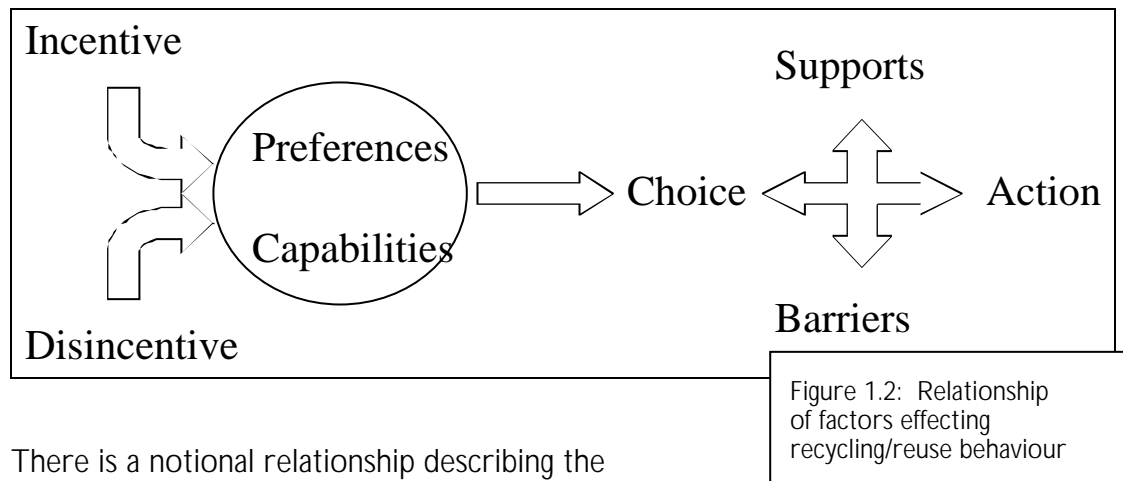 Incentive
Supports
Preferences
Choice
Action
Capabilities
Barriers
Disincentive
Figure 1.2: Relationship
of factors effecting
recycling/reuse behaviour
There is a notional relationship describing the